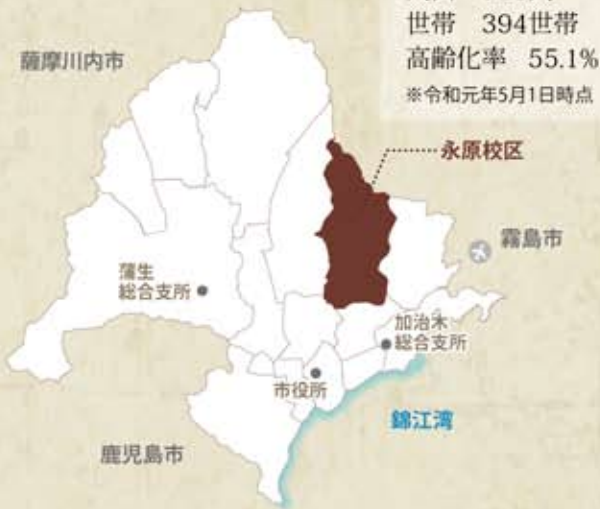 世帯　394世帯
高齢化率　55.1%
※令和元年5月1日時点
薩摩川内市
永原校区
霧島市
蒲生
総合支所
加治木
総合支所
市役所
錦江湾
鹿児島市